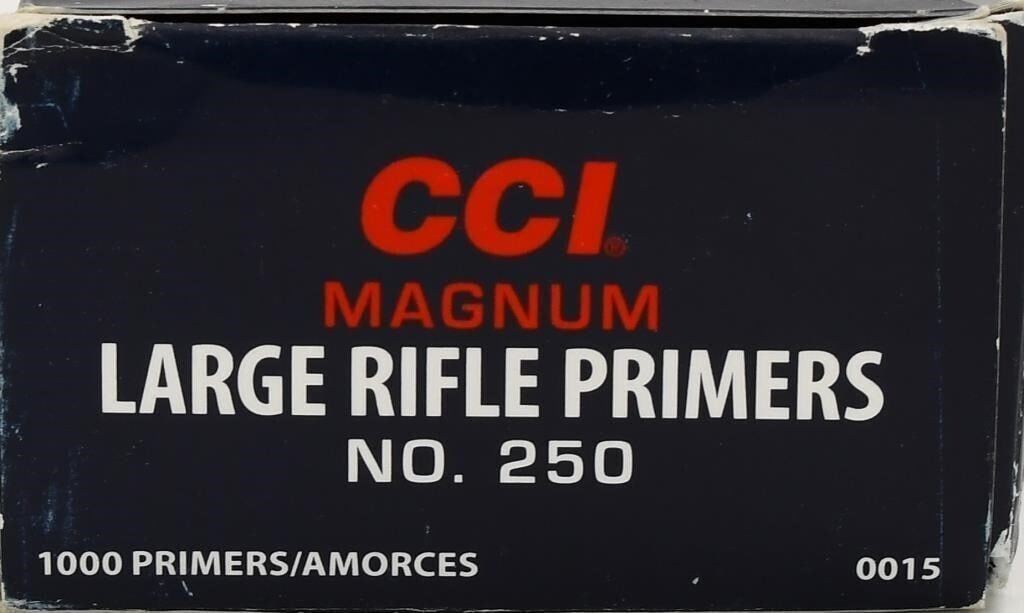 CCI®
MAGNUM
LARGE RIFLE PRIMERS
NO. 250
1000 PRIMERS/AMORCES 0015